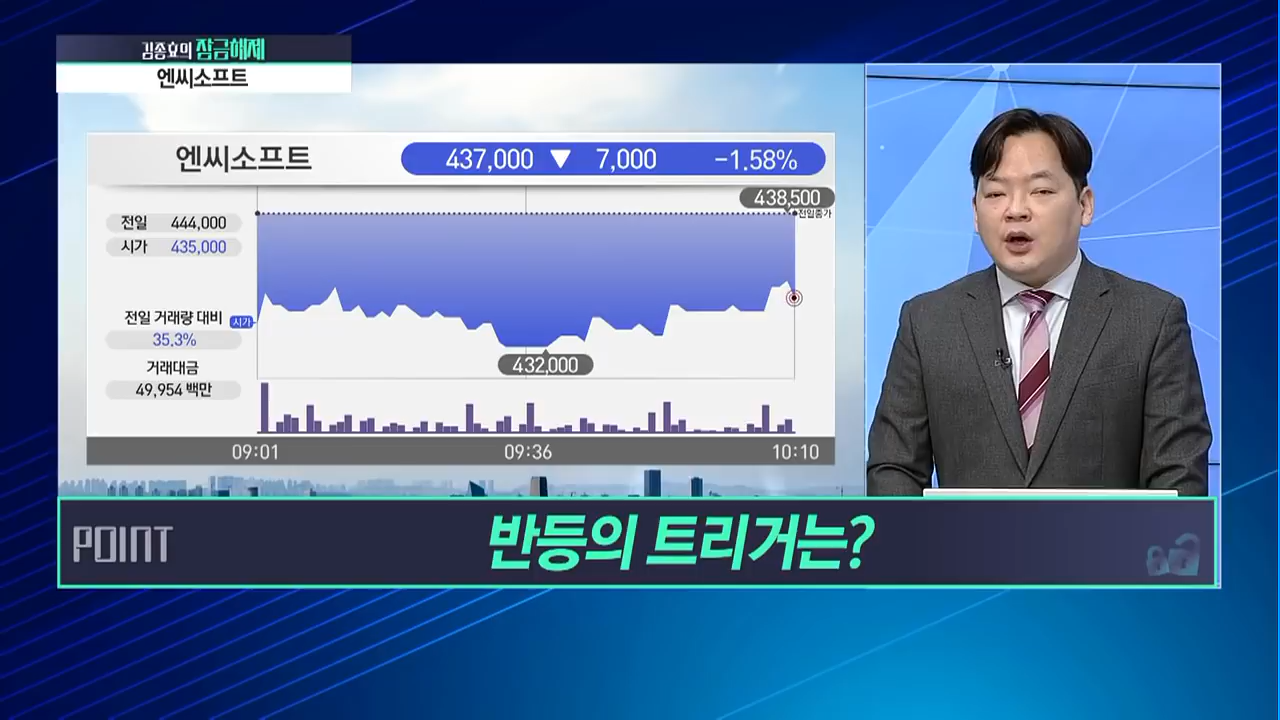 김종효의 잠금해제
엔씨소프트
엔씨소프트 437,000 ▼ 7,000 -1.58%
438,500
전일종가
전일 444,000
시가 435,000
시가
전일 거래량 대비
35.3%
거래대금
49,954 백만
432,000
09:01 09:36 10:10
POINT 반등의 트리거는?